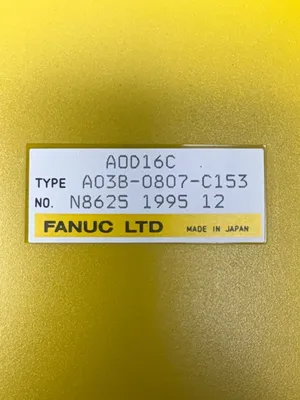 AOD16C
TYPE A03B-0807-C153
NO. N8625 1995 12
FANUC LTD MADE IN JAPAN